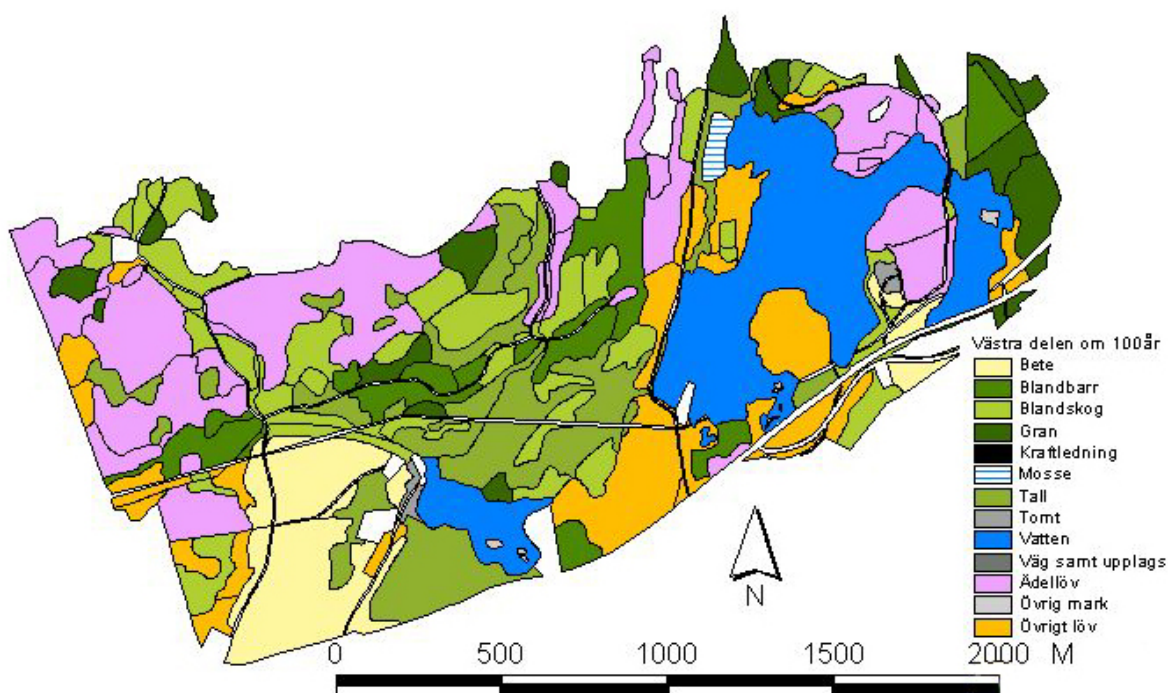 Västra delen om 100år
Bete
Blandbarr
Blandskog
Gran
Kraftledning
Mosse
Tall
Tomt
Vatten
Väg samt upplags
Ädellöv
Övrig mark
Övrigt löv
N
0 500 1000 1500 2000 M